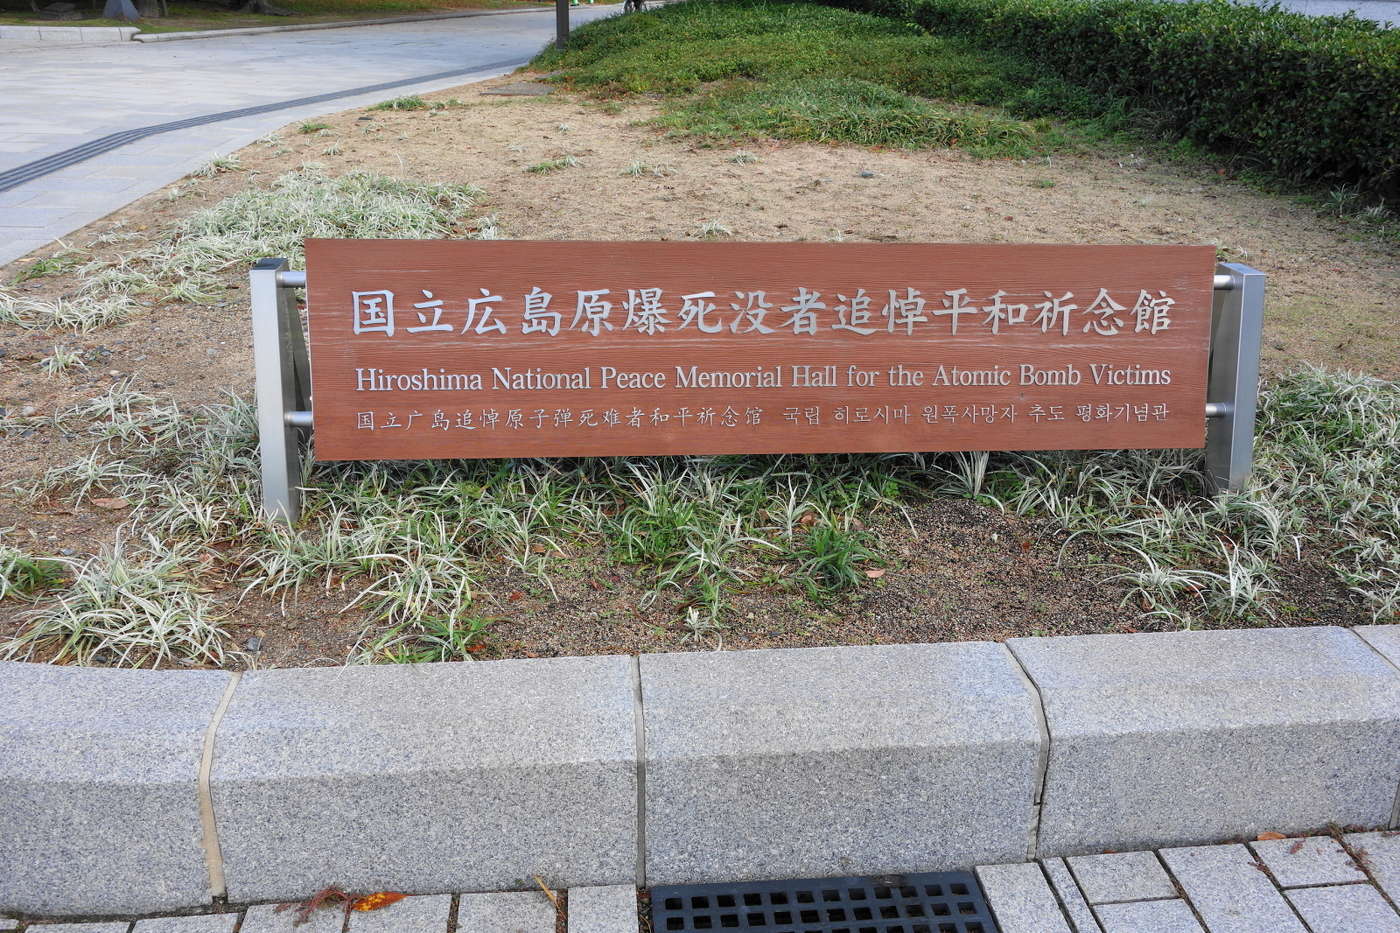 国立広島原爆死没者追悼平和祈念館
Hiroshima National Peace Memorial Hall for the Atomic Bomb Victims
国立广岛追悼原子弹死难者和平祈念馆 국립 히로시마 원폭사망자 추도 평화기념관